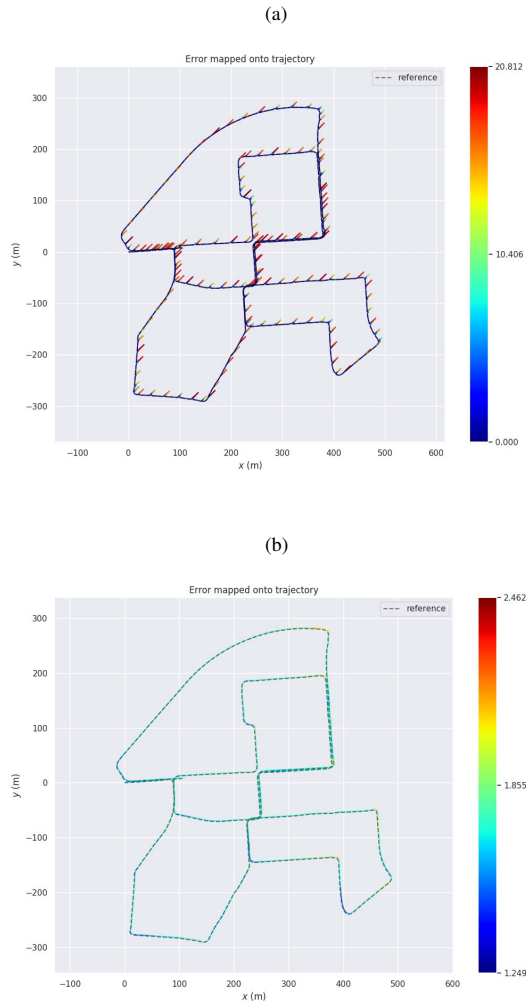 (a)
Error mapped onto trajectory
reference
20.812
300
200
100
10.406
y (m)
0
−100
−200
−300
0.000
−100 0 100 200 300 400 500 600
x (m)
(b)
Error mapped onto trajectory
2.462
reference
300
200
100
1.855
y (m)
0
−100
−200
−300
1.249
−100 0 100 200 300 400 500 600
x (m)